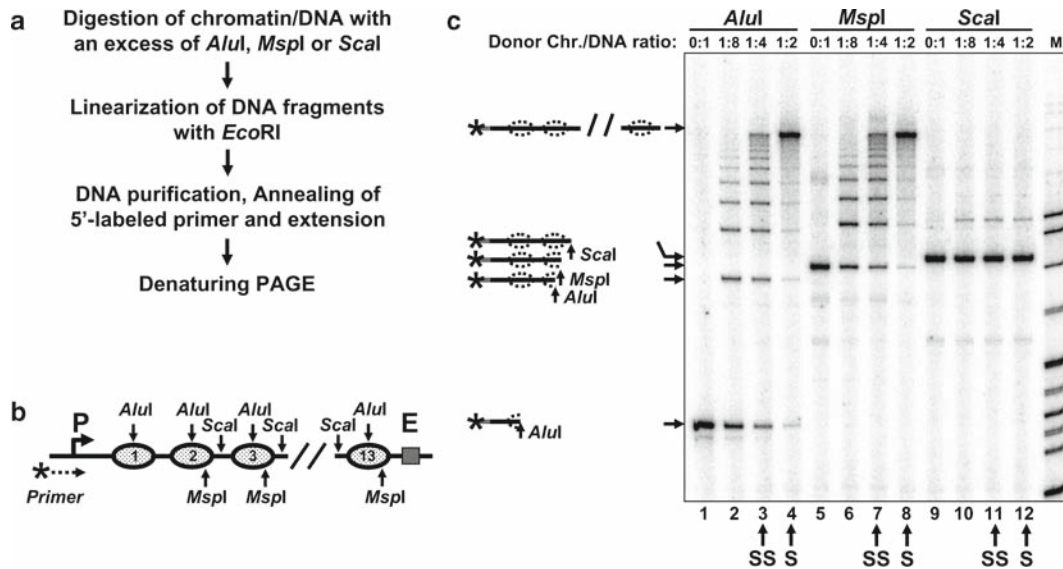 a
Digestion of chromatin/DNA with
an excess of AluI, MspI or ScaI
Linearization of DNA fragments
with EcoRI
DNA purification, Annealing of
5'-labeled primer and extension
Denaturing PAGE
b
P
AluI
AluI
ScaI
AluI
ScaI
AluI
E
1
2
3
13
*
Primer
MspI
MspI
MspI
c
AluI MspI ScaI
Donor Chr./DNA ratio: 0:1 1:8 1:4 1:2 0:1 1:8 1:4 1:2 0:1 1:8 1:4 1:2 M
*
//
*
ScaI
*
MspI
*
AluI
*
AluI
1 2 3 4 5 6 7 8 9 10 11 12
SS S SS S SS S